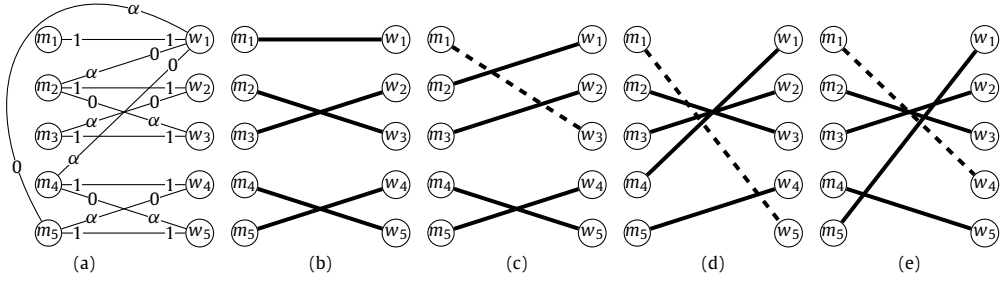 α
m1 1 1 w1 m1 w1 m1 w1 m1 w1 m1 w1
0
0
α
m2 1 1 w2 m2 w2 m2 w2 m2 w2 m2 w2
0 0
α α
m3 1 1 w3 m3 w3 m3 w3 m3 w3 m3 w3
α
0
m4 1 1 w4 m4 w4 m4 w4 m4 w4 m4 w4
0 0
α α
m5 1 1 w5 m5 w5 m5 w5 m5 w5 m5 w5
(a) (b) (c) (d) (e)